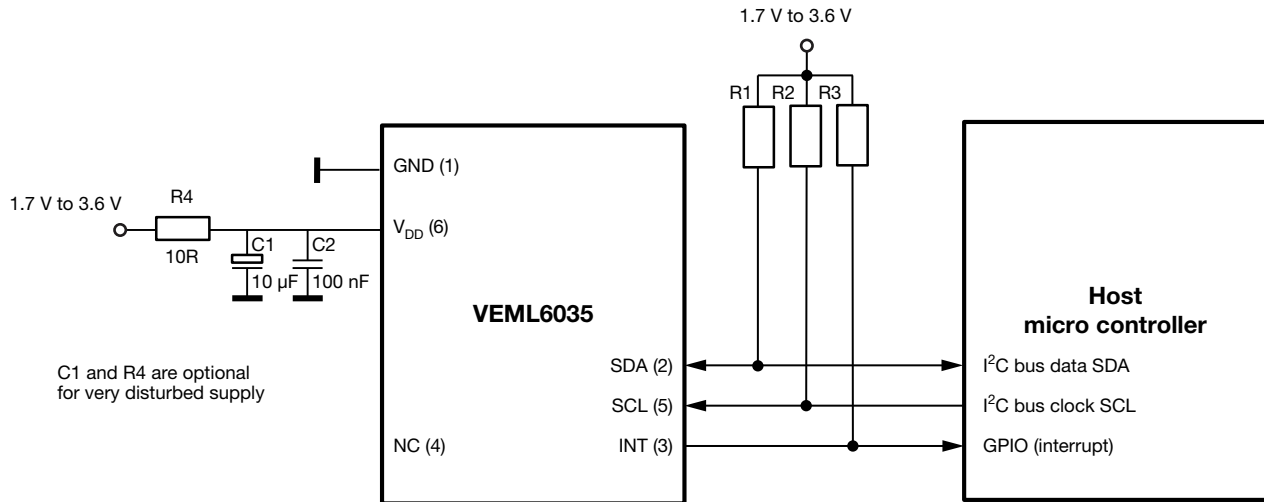 1.7 V to 3.6 V
R1
R2
R3
GND (1)
1.7 V to 3.6 V
R4
10R
C1
10 µF
C2
100 nF
V_DD (6)
VEML6035
Host
micro controller
C1 and R4 are optional
for very disturbed supply
SDA (2)
I²C bus data SDA
SCL (5)
I²C bus clock SCL
NC (4)
INT (3)
GPIO (interrupt)